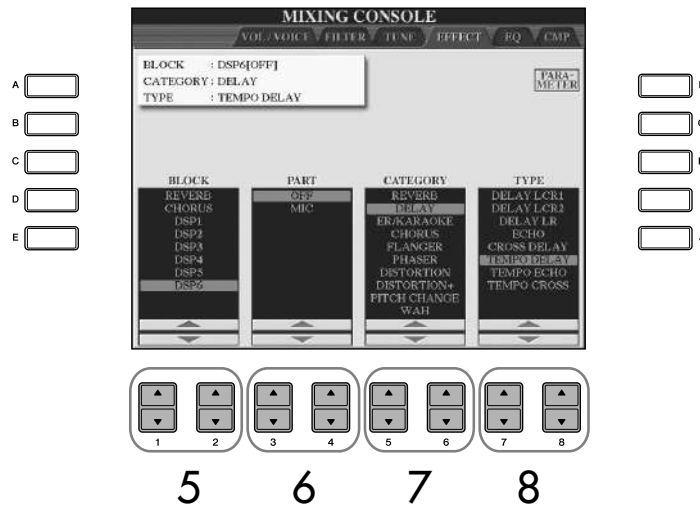 MIXING CONSOLE
VOL/VOICE FILTER TUNE EFFECT EQ CMP
BLOCK : DSP6[OFF]
CATEGORY : DELAY
TYPE : TEMPO DELAY
PARA-
METER
A
B
C
D
E
BLOCK PART CATEGORY TYPE
REVERB OFF REVERB DELAY LCR1
CHORUS MIC DELAY DELAY LCR2
DSP1 ER/KARAOKE DELAY LR
DSP2 CHORUS ECHO
DSP3 FLANGER CROSS DELAY
DSP4 PHASER TEMPO DELAY
DSP5 DISTORTION TEMPO ECHO
DSP6 DISTORTION+ TEMPO CROSS
PITCH CHANGE
WAH
1 2 3 4 5 6 7 8
5 6 7 8